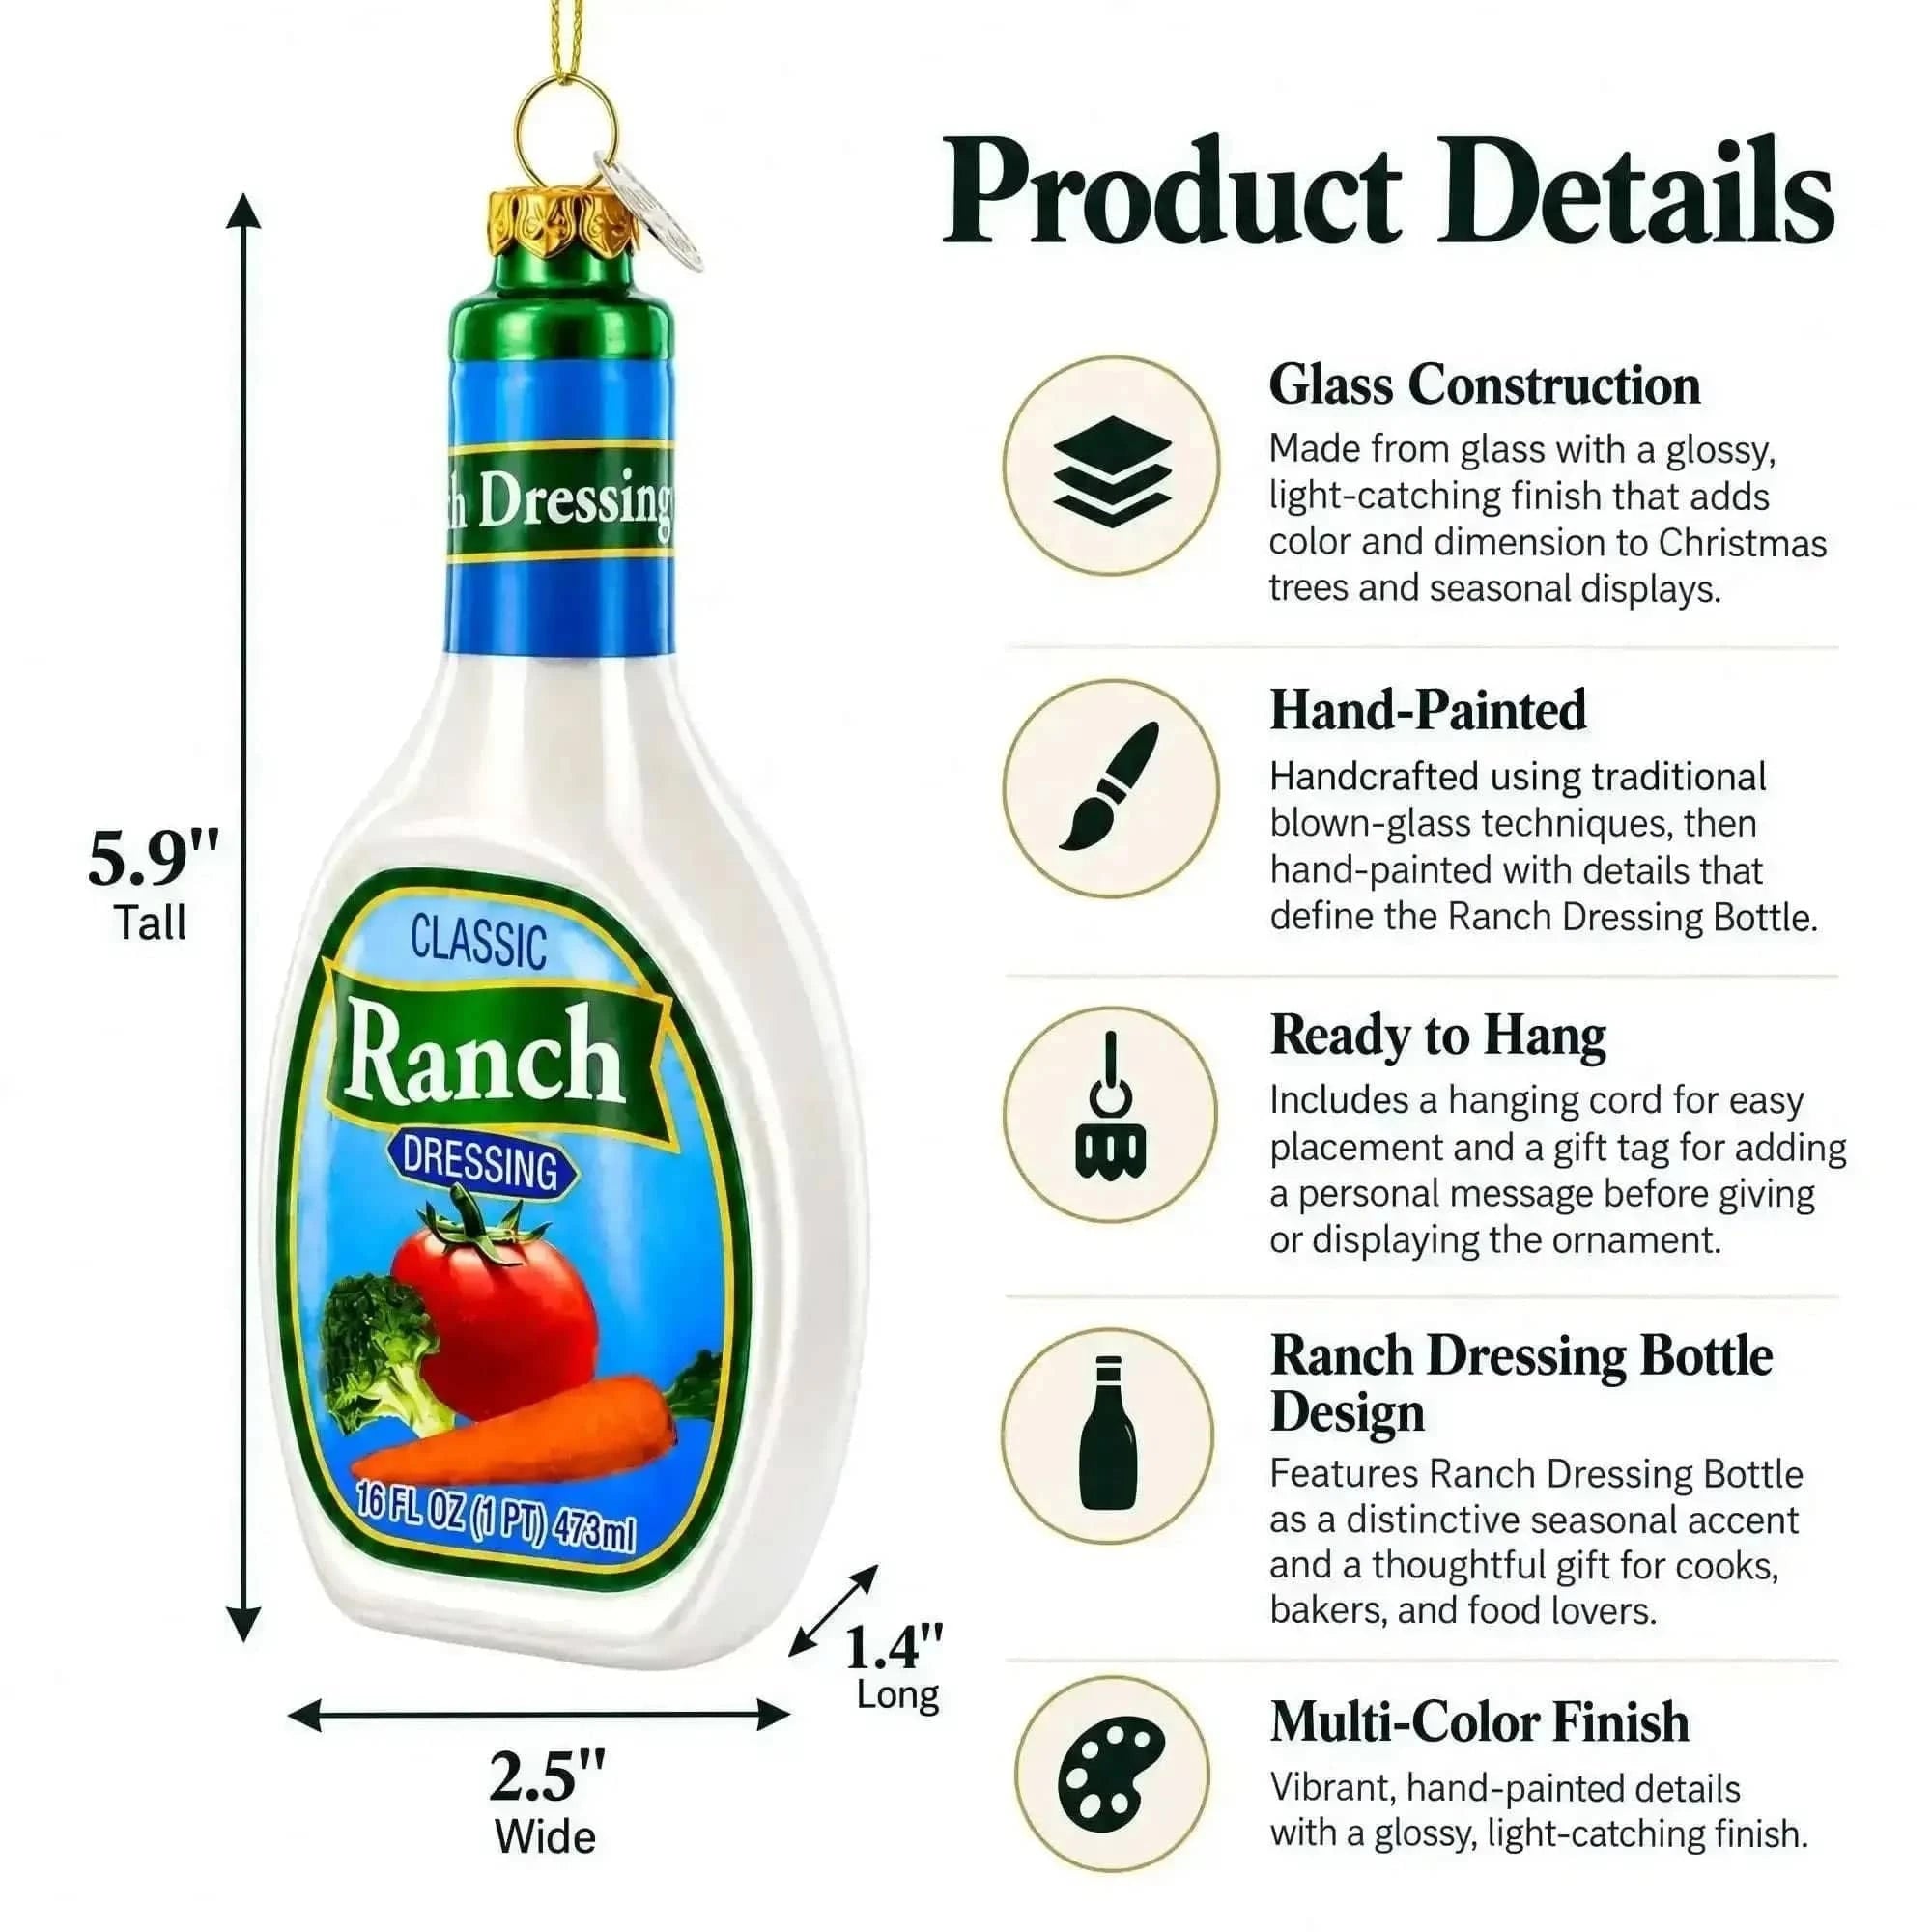 Product Details
Glass Construction
Made from glass with a glossy,
light-catching finish that adds
color and dimension to Christmas
trees and seasonal displays.
Hand-Painted
Handcrafted using traditional
blown-glass techniques, then
hand-painted with details that
define the Ranch Dressing Bottle.
Ready to Hang
Includes a hanging cord for easy
placement and a gift tag for adding
a personal message before giving
or displaying the ornament.
Ranch Dressing Bottle
Design
Features Ranch Dressing Bottle
as a distinctive seasonal accent
and a thoughtful gift for cooks,
bakers, and food lovers.
Multi-Color Finish
Vibrant, hand-painted details
with a glossy, light-catching finish.
h Dressing
CLASSIC
Ranch
DRESSING
16 FL OZ (1 PT) 473ml
5.9"
Tall
1.4"
Long
2.5"
Wide